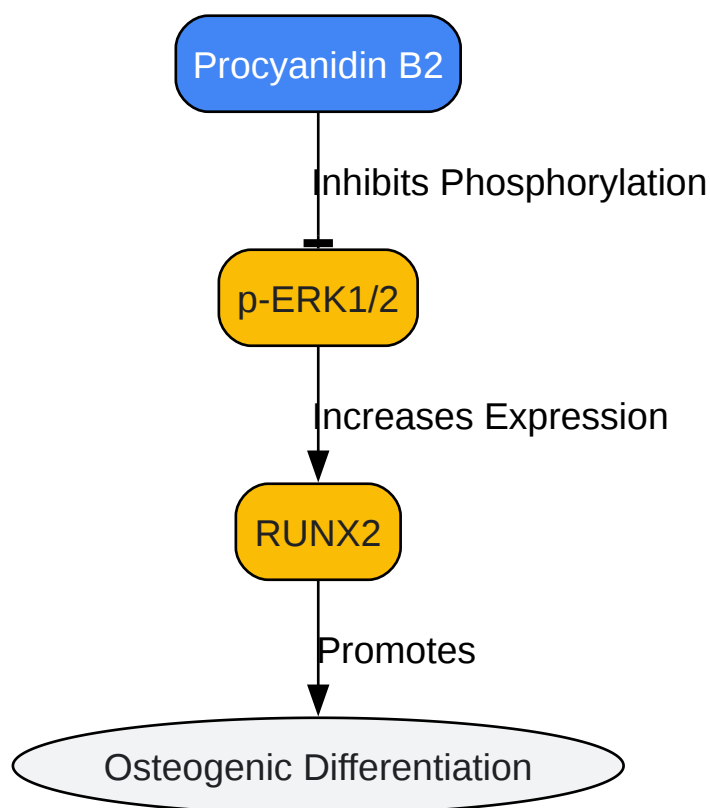 Procyanidin B2
Inhibits Phosphorylation
p-ERK1/2
Increases Expression
RUNX2
Promotes
Osteogenic Differentiation